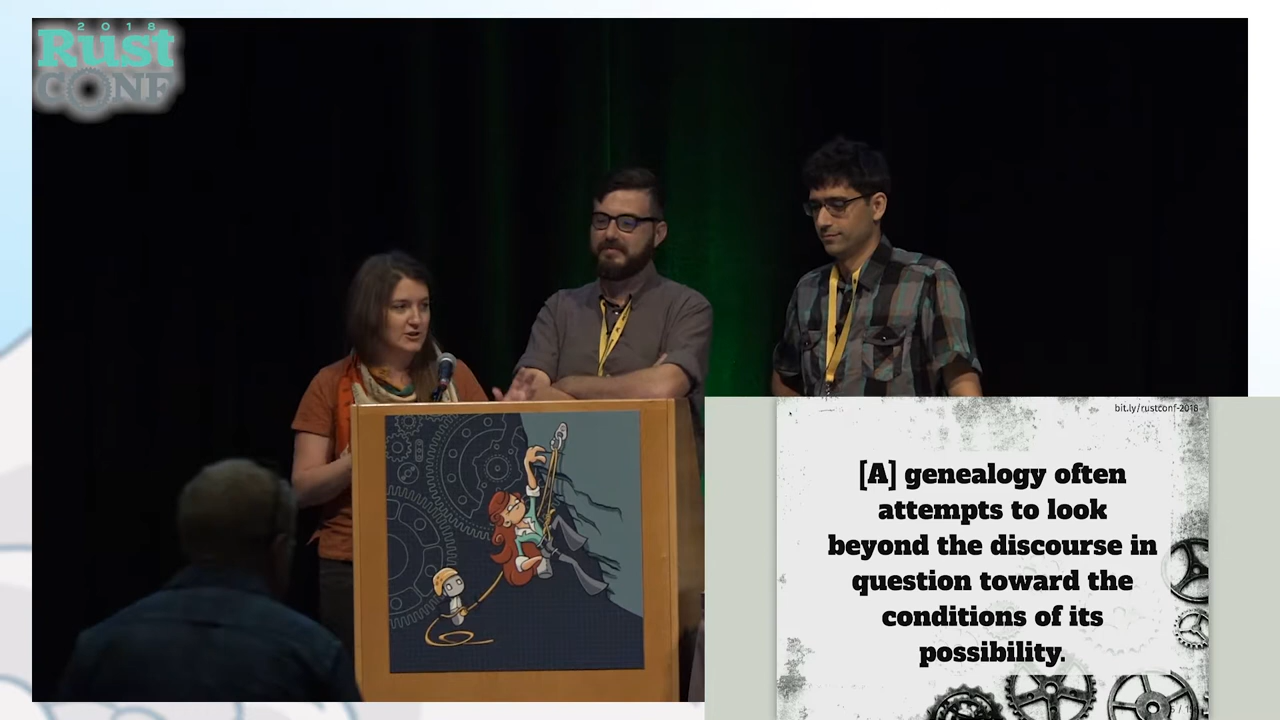 2018
Rust
CONF
bit.ly/rustconf-2018
[A] genealogy often
attempts to look
beyond the discourse in
question toward the
conditions of its
possibility.